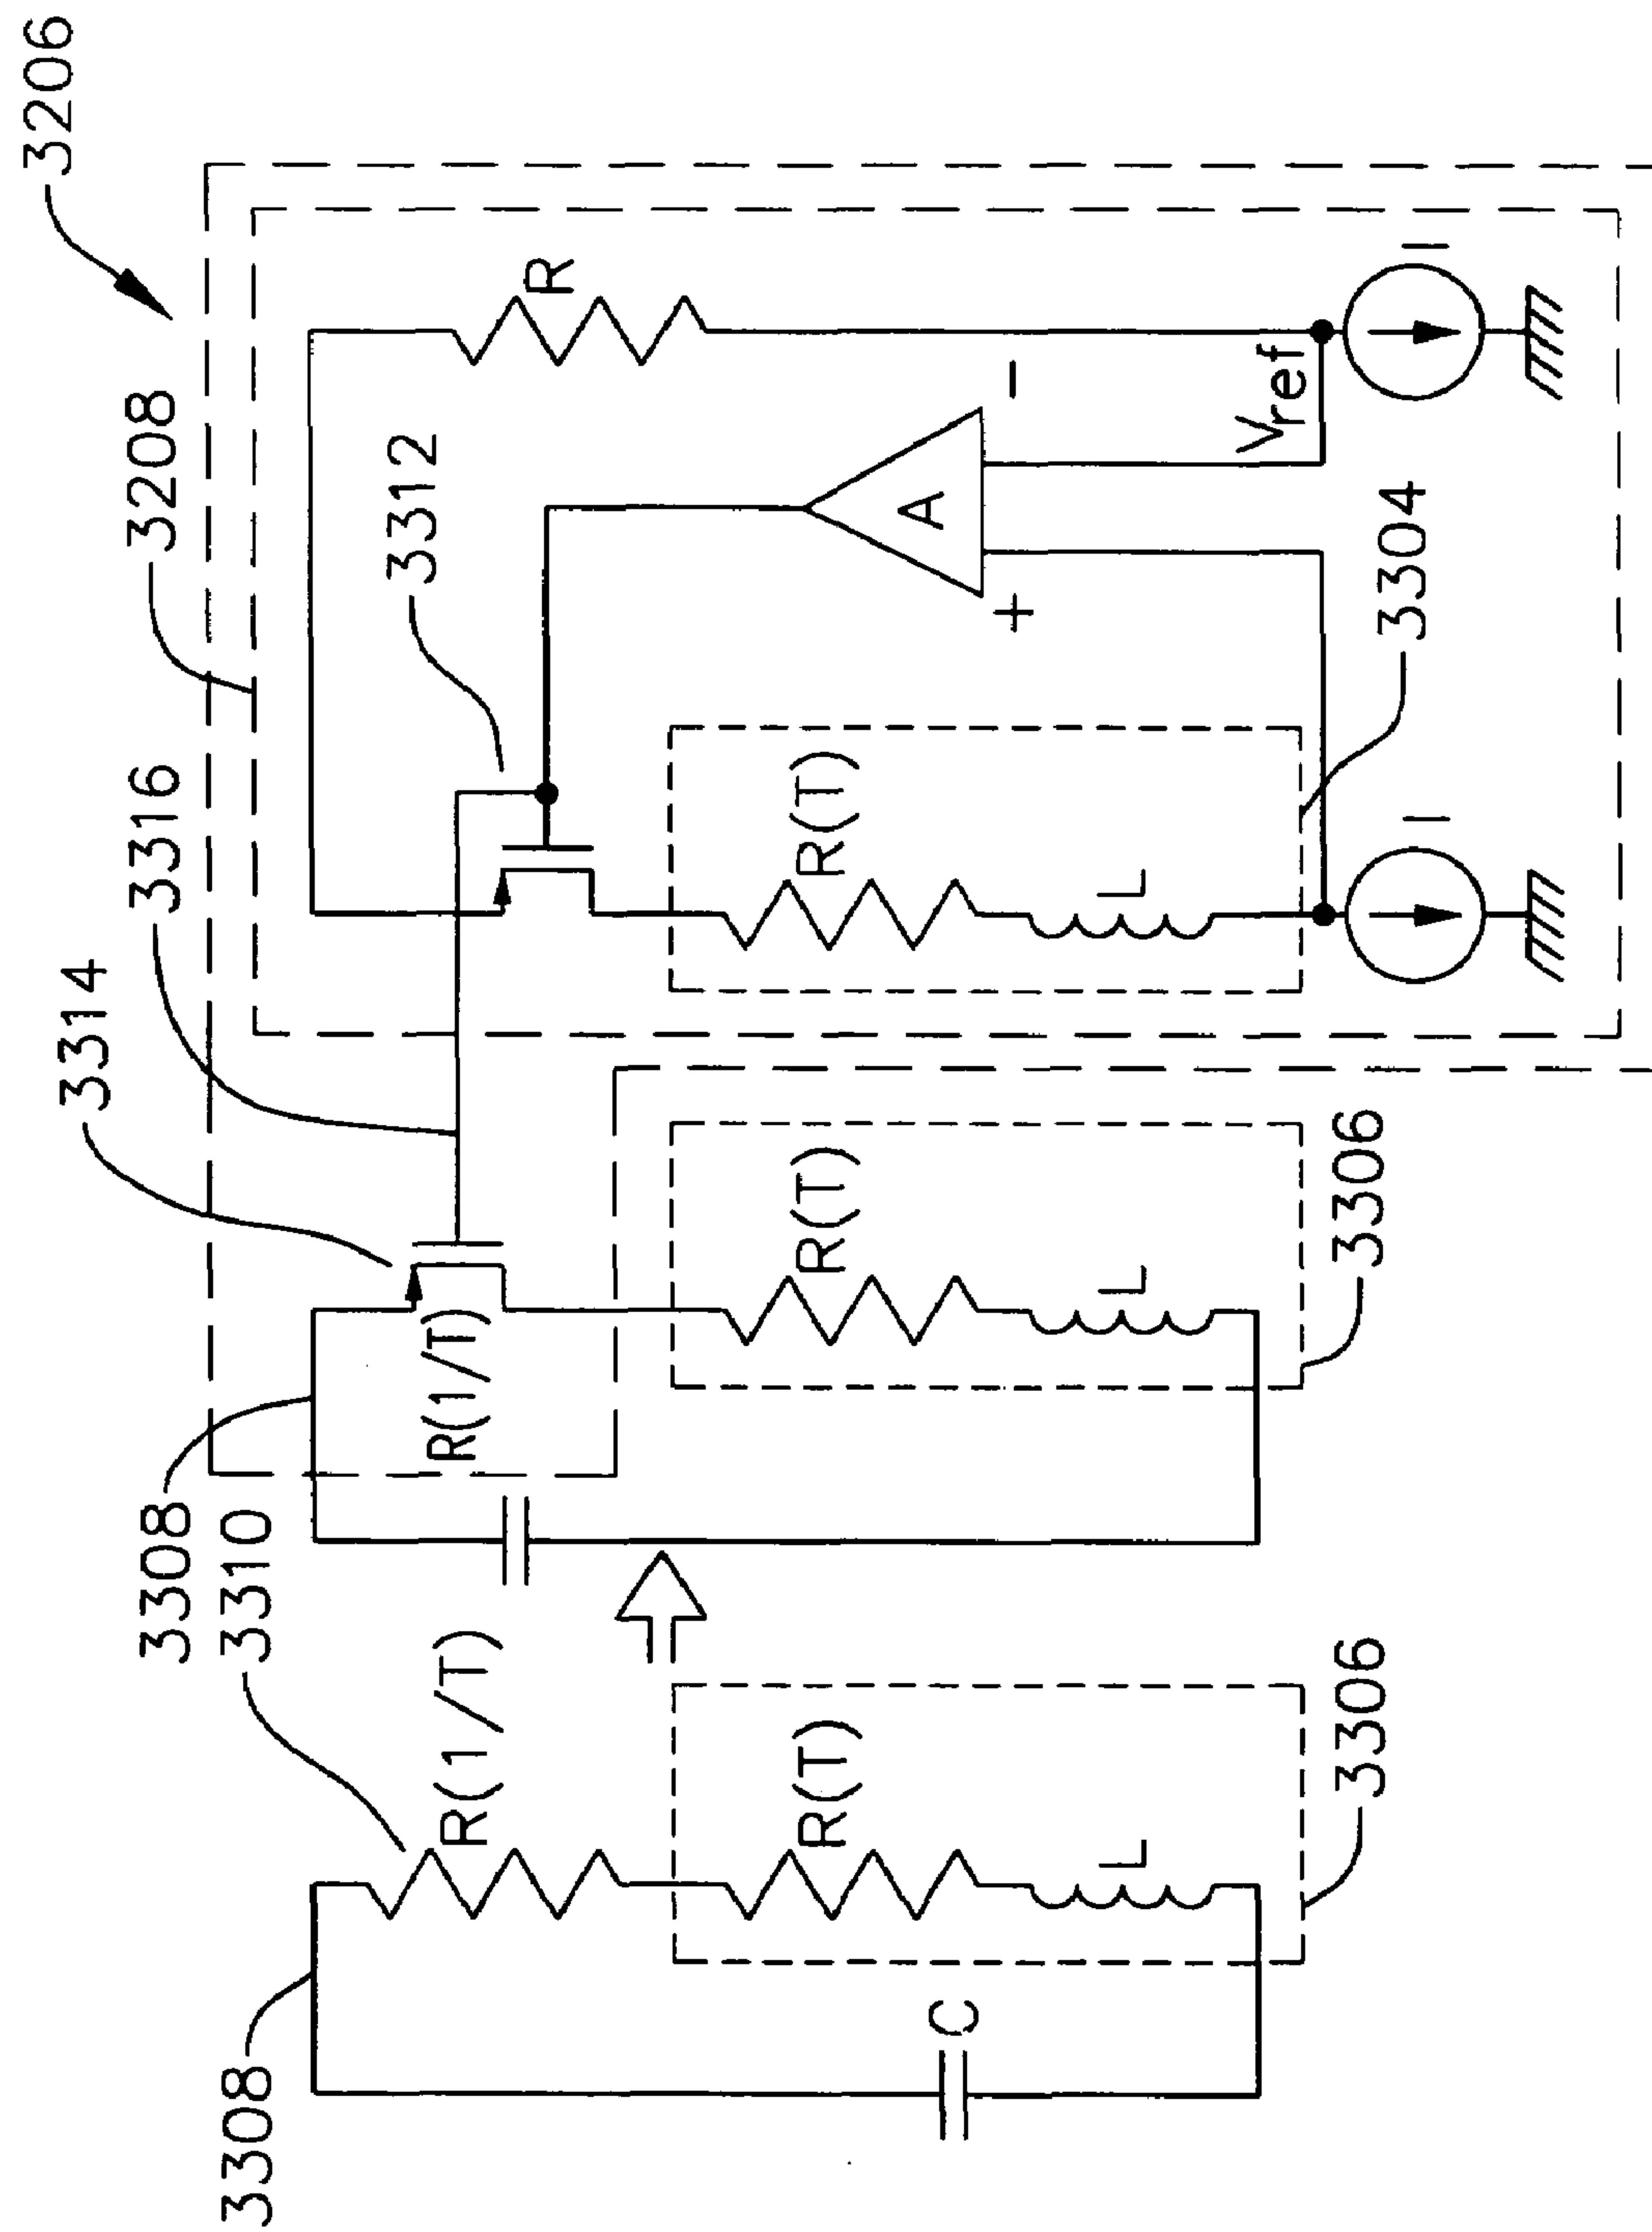 3206
3208
3312
3316
3314
3308
3310
3308
R
R(1/T)
R(1/T)
A
-
+
Vref
R(T)
R(T)
R(T)
C
L
L
L
I
I
3304
3306
3306